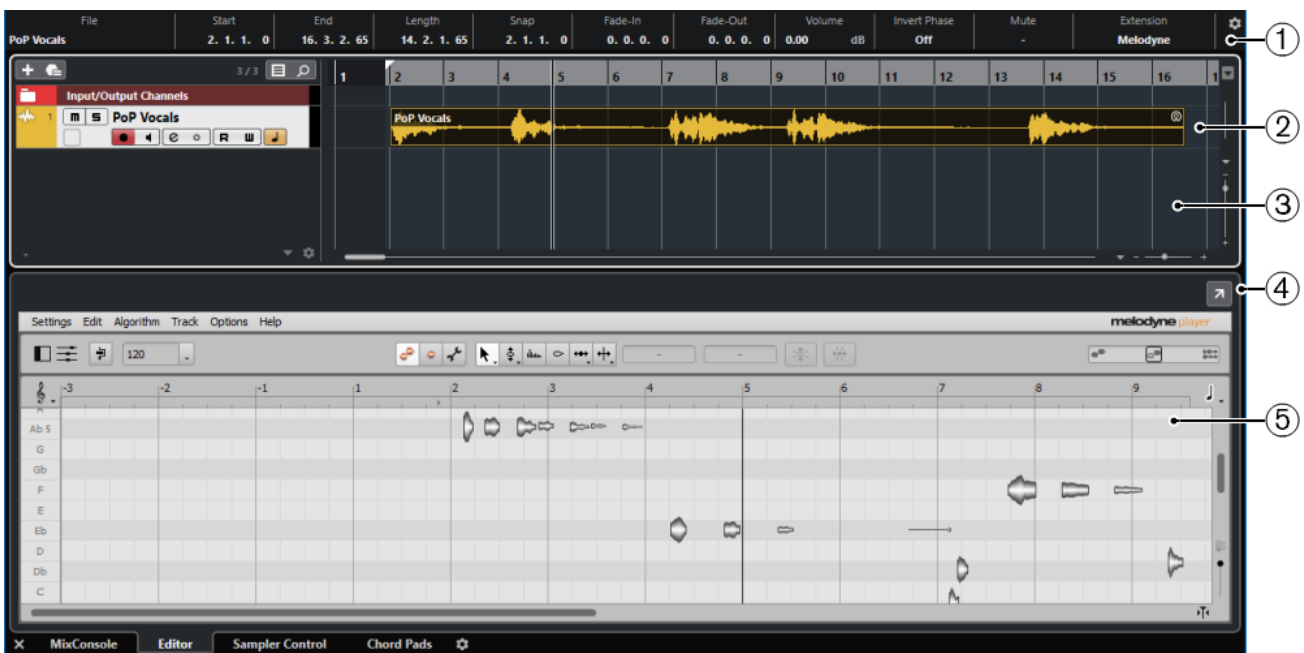 File Start End Length Snap Fade-In Fade-Out Volume Invert Phase Mute Extension
PoP Vocals 2. 1. 1. 0 16. 3. 2. 65 14. 2. 1. 65 2. 1. 1. 0 0. 0. 0. 0 0. 0. 0. 0 0.00 dB Off - Melodyne
1
3/3 1 2 3 4 5 6 7 8 9 10 11 12 13 14 15 16 1
Input/Output Channels
1 m S PoP Vocals PoP Vocals
2
e R W
3
4
Settings Edit Algorithm Track Options Help melodyne player
120 - -
-3 -2 -1 1 2 3 4 5 6 7 8 9
A
Ab 5
5
G
Gb
F
E
Eb
D
Db
C
MixConsole Editor Sampler Control Chord Pads